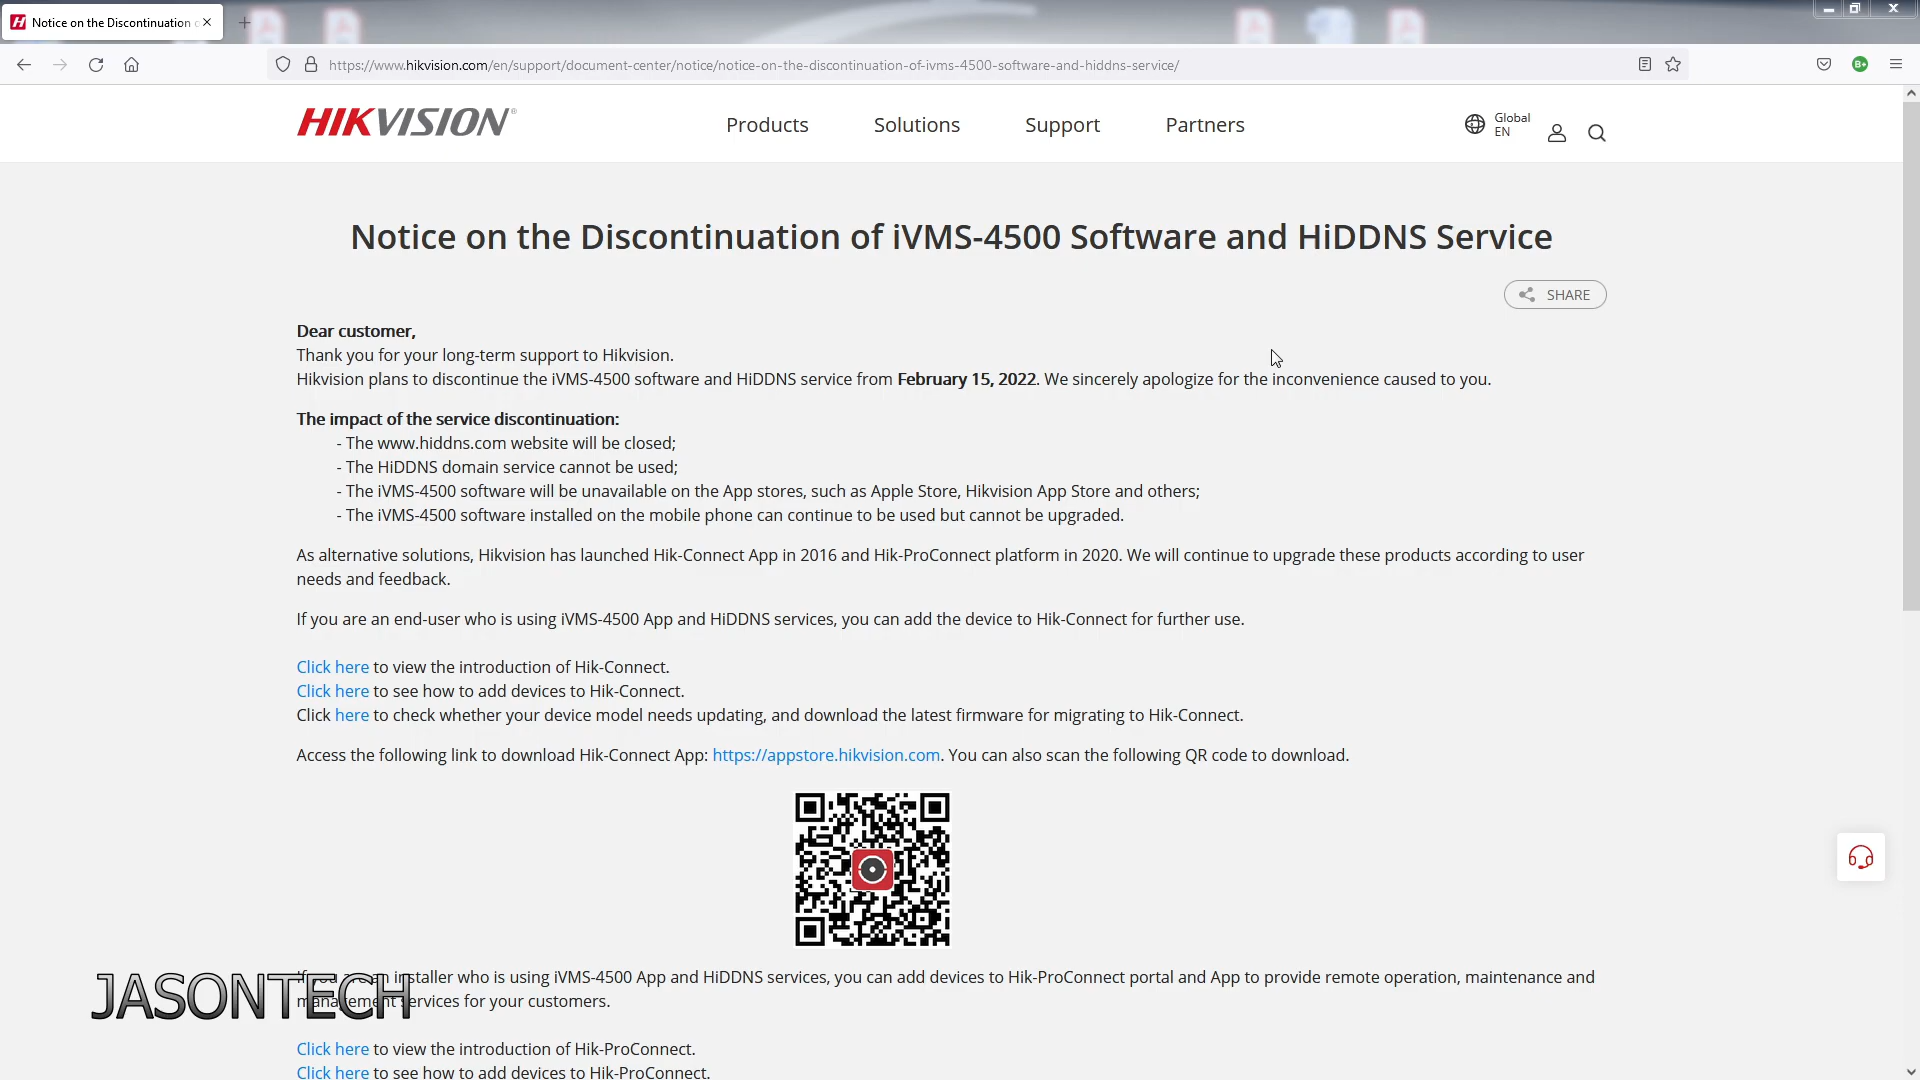 Notice on the Discontinuation o
https://www.hikvision.com/en/support/document-center/notice/notice-on-the-discontinuation-of-ivms-4500-software-and-hiddns-service/
HIKVISION®
Products
Solutions
Support
Partners
Global
EN
Notice on the Discontinuation of iVMS-4500 Software and HiDDNS Service
SHARE
Dear customer,
Thank you for your long-term support to Hikvision.
Hikvision plans to discontinue the iVMS-4500 software and HiDDNS service from February 15, 2022. We sincerely apologize for the inconvenience caused to you.
The impact of the service discontinuation:
- The www.hiddns.com website will be closed;
- The HiDDNS domain service cannot be used;
- The iVMS-4500 software will be unavailable on the App stores, such as Apple Store, Hikvision App Store and others;
- The iVMS-4500 software installed on the mobile phone can continue to be used but cannot be upgraded.
As alternative solutions, Hikvision has launched Hik-Connect App in 2016 and Hik-ProConnect platform in 2020. We will continue to upgrade these products according to user
needs and feedback.
If you are an end-user who is using iVMS-4500 App and HiDDNS services, you can add the device to Hik-Connect for further use.
Click here to view the introduction of Hik-Connect.
Click here to see how to add devices to Hik-Connect.
Click here to check whether your device model needs updating, and download the latest firmware for migrating to Hik-Connect.
Access the following link to download Hik-Connect App: https://appstore.hikvision.com. You can also scan the following QR code to download.
If you are an installer who is using iVMS-4500 App and HiDDNS services, you can add devices to Hik-ProConnect portal and App to provide remote operation, maintenance and
management services for your customers.
JASONTECH
Click here to view the introduction of Hik-ProConnect.
Click here to see how to add devices to Hik-ProConnect.